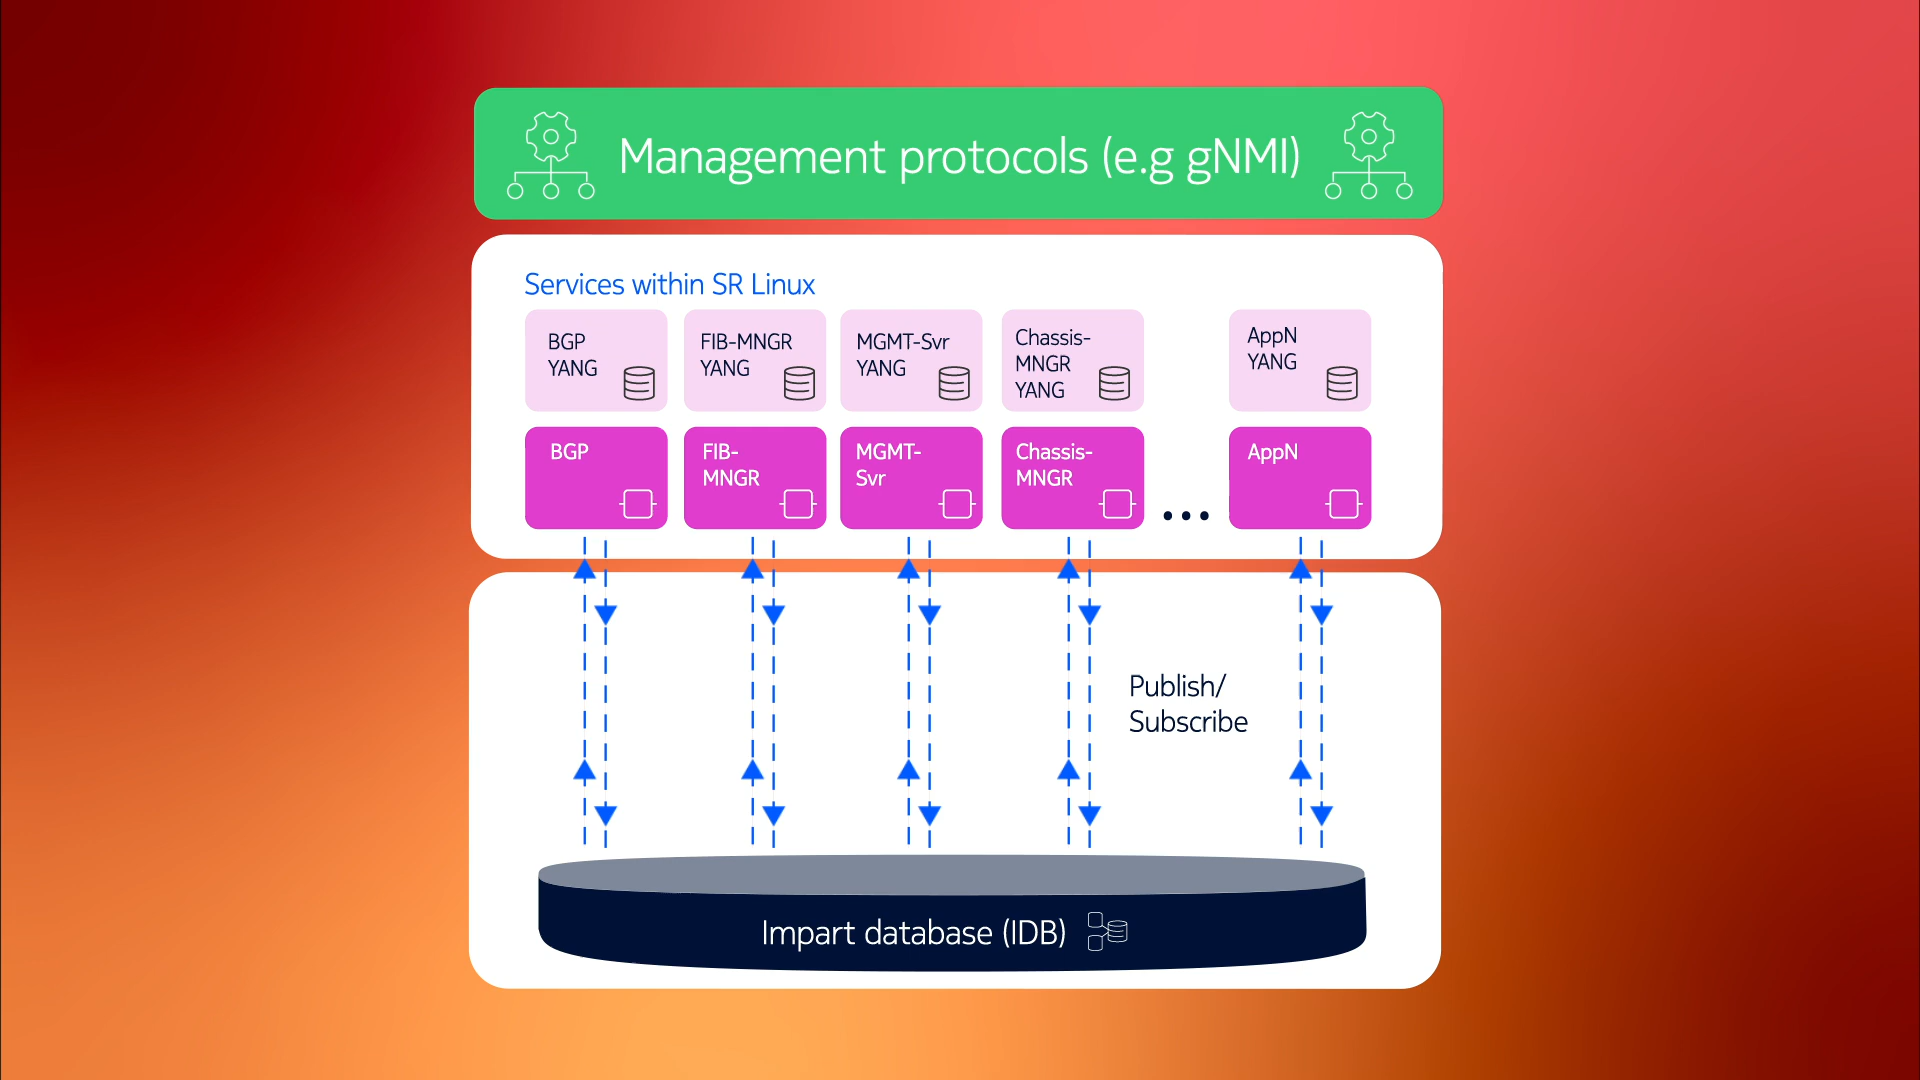 Management protocols (e.g gNMI)
Services within SR Linux
BGP
YANG
FIB-MNGR
YANG
MGMT-Svr
YANG
Chassis-
MNGR
YANG
AppN
YANG
BGP
FIB-
MNGR
MGMT-
Svr
Chassis-
MNGR
...
AppN
Publish/
Subscribe
Impart database (IDB)